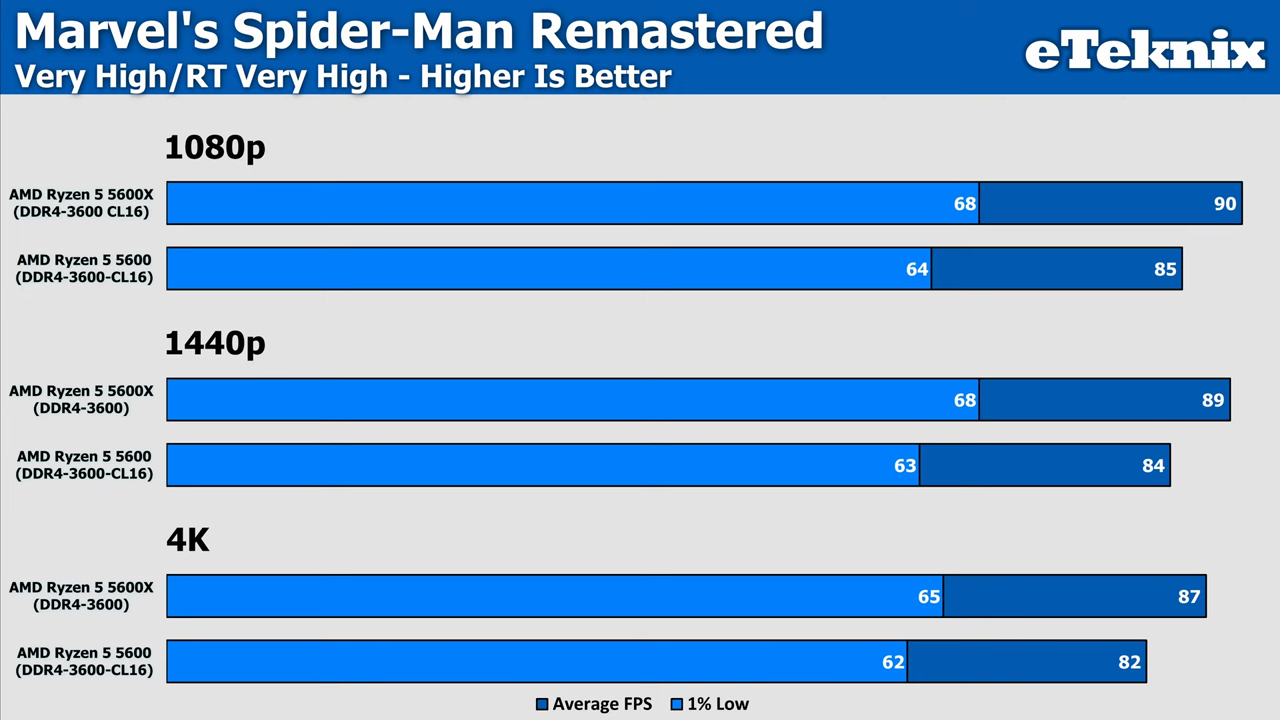 Marvel's Spider-Man Remastered
Very High/RT Very High - Higher Is Better
eTeknix
1080p
AMD Ryzen 5 5600X
(DDR4-3600 CL16)
68
90
AMD Ryzen 5 5600
(DDR4-3600-CL16)
64
85
1440p
AMD Ryzen 5 5600X
(DDR4-3600)
68
89
AMD Ryzen 5 5600
(DDR4-3600-CL16)
63
84
4K
AMD Ryzen 5 5600X
(DDR4-3600)
65
87
AMD Ryzen 5 5600
(DDR4-3600-CL16)
62
82
Average FPS
1% Low